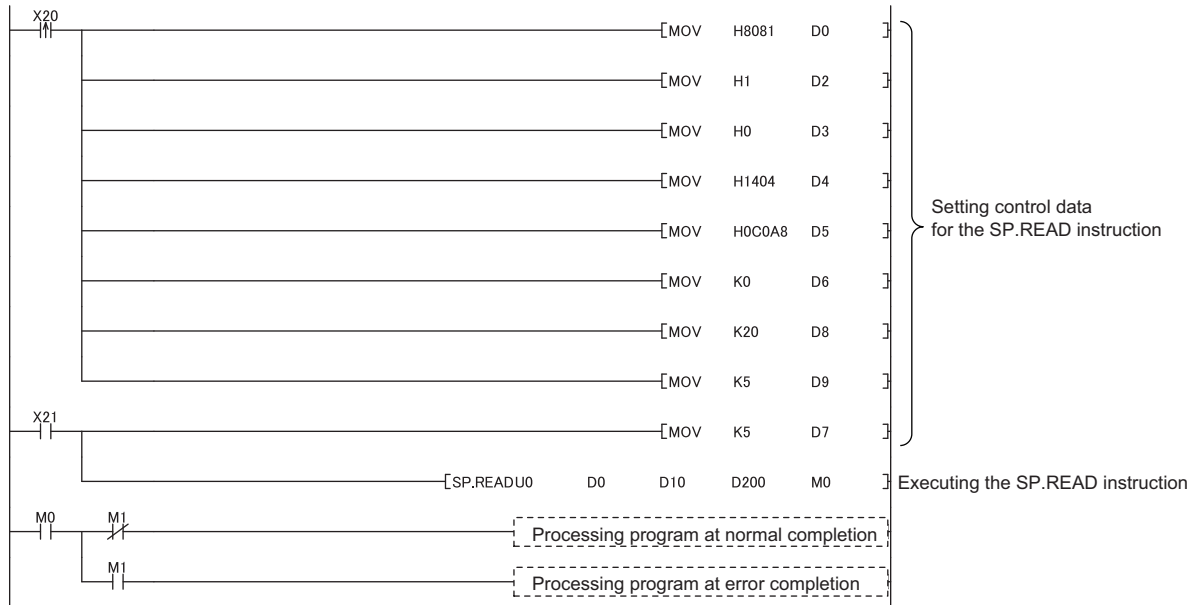 X20
[MOV H8081 D0 ]
[MOV H1 D2 ]
[MOV H0 D3 ]
[MOV H1404 D4 ]
[MOV H0C0A8 D5 ]
[MOV K0 D6 ]
[MOV K20 D8 ]
[MOV K5 D9 ]
Setting control data
for the SP.READ instruction
X21
[MOV K5 D7 ]
[SP.READ U0 D0 D10 D200 M0 ] Executing the SP.READ instruction
M0 M1
Processing program at normal completion
M1
Processing program at error completion